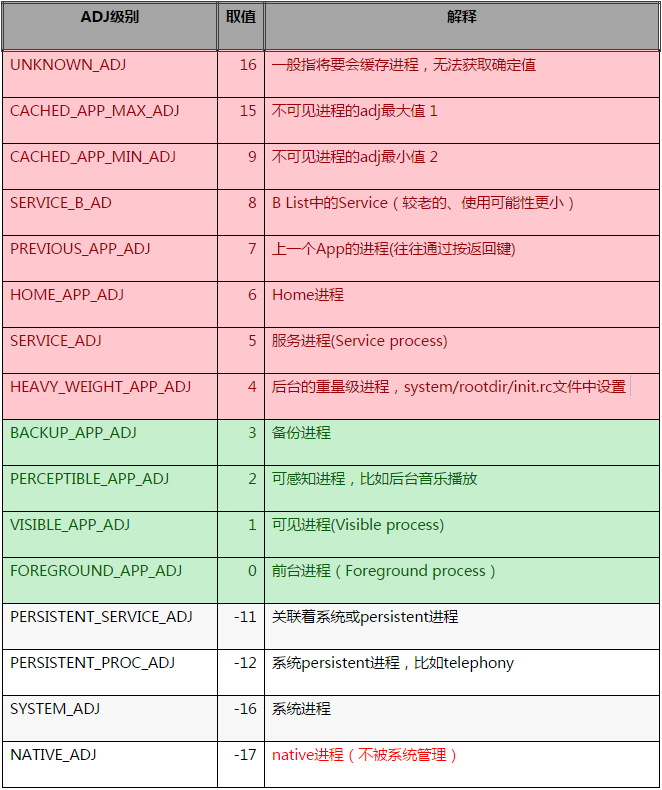 ADJ级别 取值 解释
UNKNOWN_ADJ 16 一般指将要会缓存进程，无法获取确定值
CACHED_APP_MAX_ADJ 15 不可见进程的adj最大值 1
CACHED_APP_MIN_ADJ 9 不可见进程的adj最小值 2
SERVICE_B_AD 8 B List中的Service（较老的、使用可能性更小）
PREVIOUS_APP_ADJ 7 上一个App的进程(往往通过按返回键)
HOME_APP_ADJ 6 Home进程
SERVICE_ADJ 5 服务进程(Service process)
HEAVY_WEIGHT_APP_ADJ 4 后台的重量级进程，system/rootdir/init.rc文件中设置
BACKUP_APP_ADJ 3 备份进程
PERCEPTIBLE_APP_ADJ 2 可感知进程，比如后台音乐播放
VISIBLE_APP_ADJ 1 可见进程(Visible process)
FOREGROUND_APP_ADJ 0 前台进程（Foreground process）
PERSISTENT_SERVICE_ADJ -11 关联着系统或persistent进程
PERSISTENT_PROC_ADJ -12 系统persistent进程，比如telephony
SYSTEM_ADJ -16 系统进程
NATIVE_ADJ -17 native进程（不被系统管理）